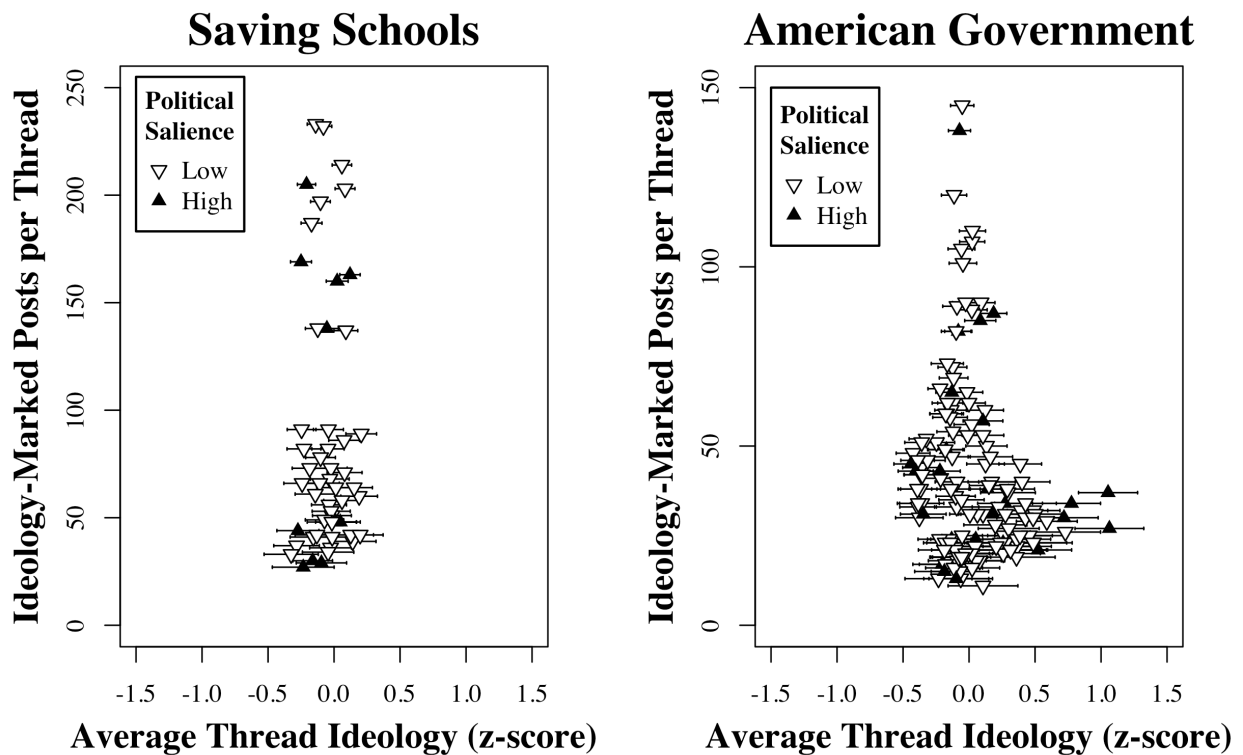 Saving Schools
Ideology-Marked Posts per Thread
250
200
150
100
50
0
Political
Salience
Low
High
-1.5 -1.0 -0.5 0.0 0.5 1.0 1.5
Average Thread Ideology (z-score)
American Government
Ideology-Marked Posts per Thread
150
100
50
0
Political
Salience
Low
High
-1.5 -1.0 -0.5 0.0 0.5 1.0 1.5
Average Thread Ideology (z-score)